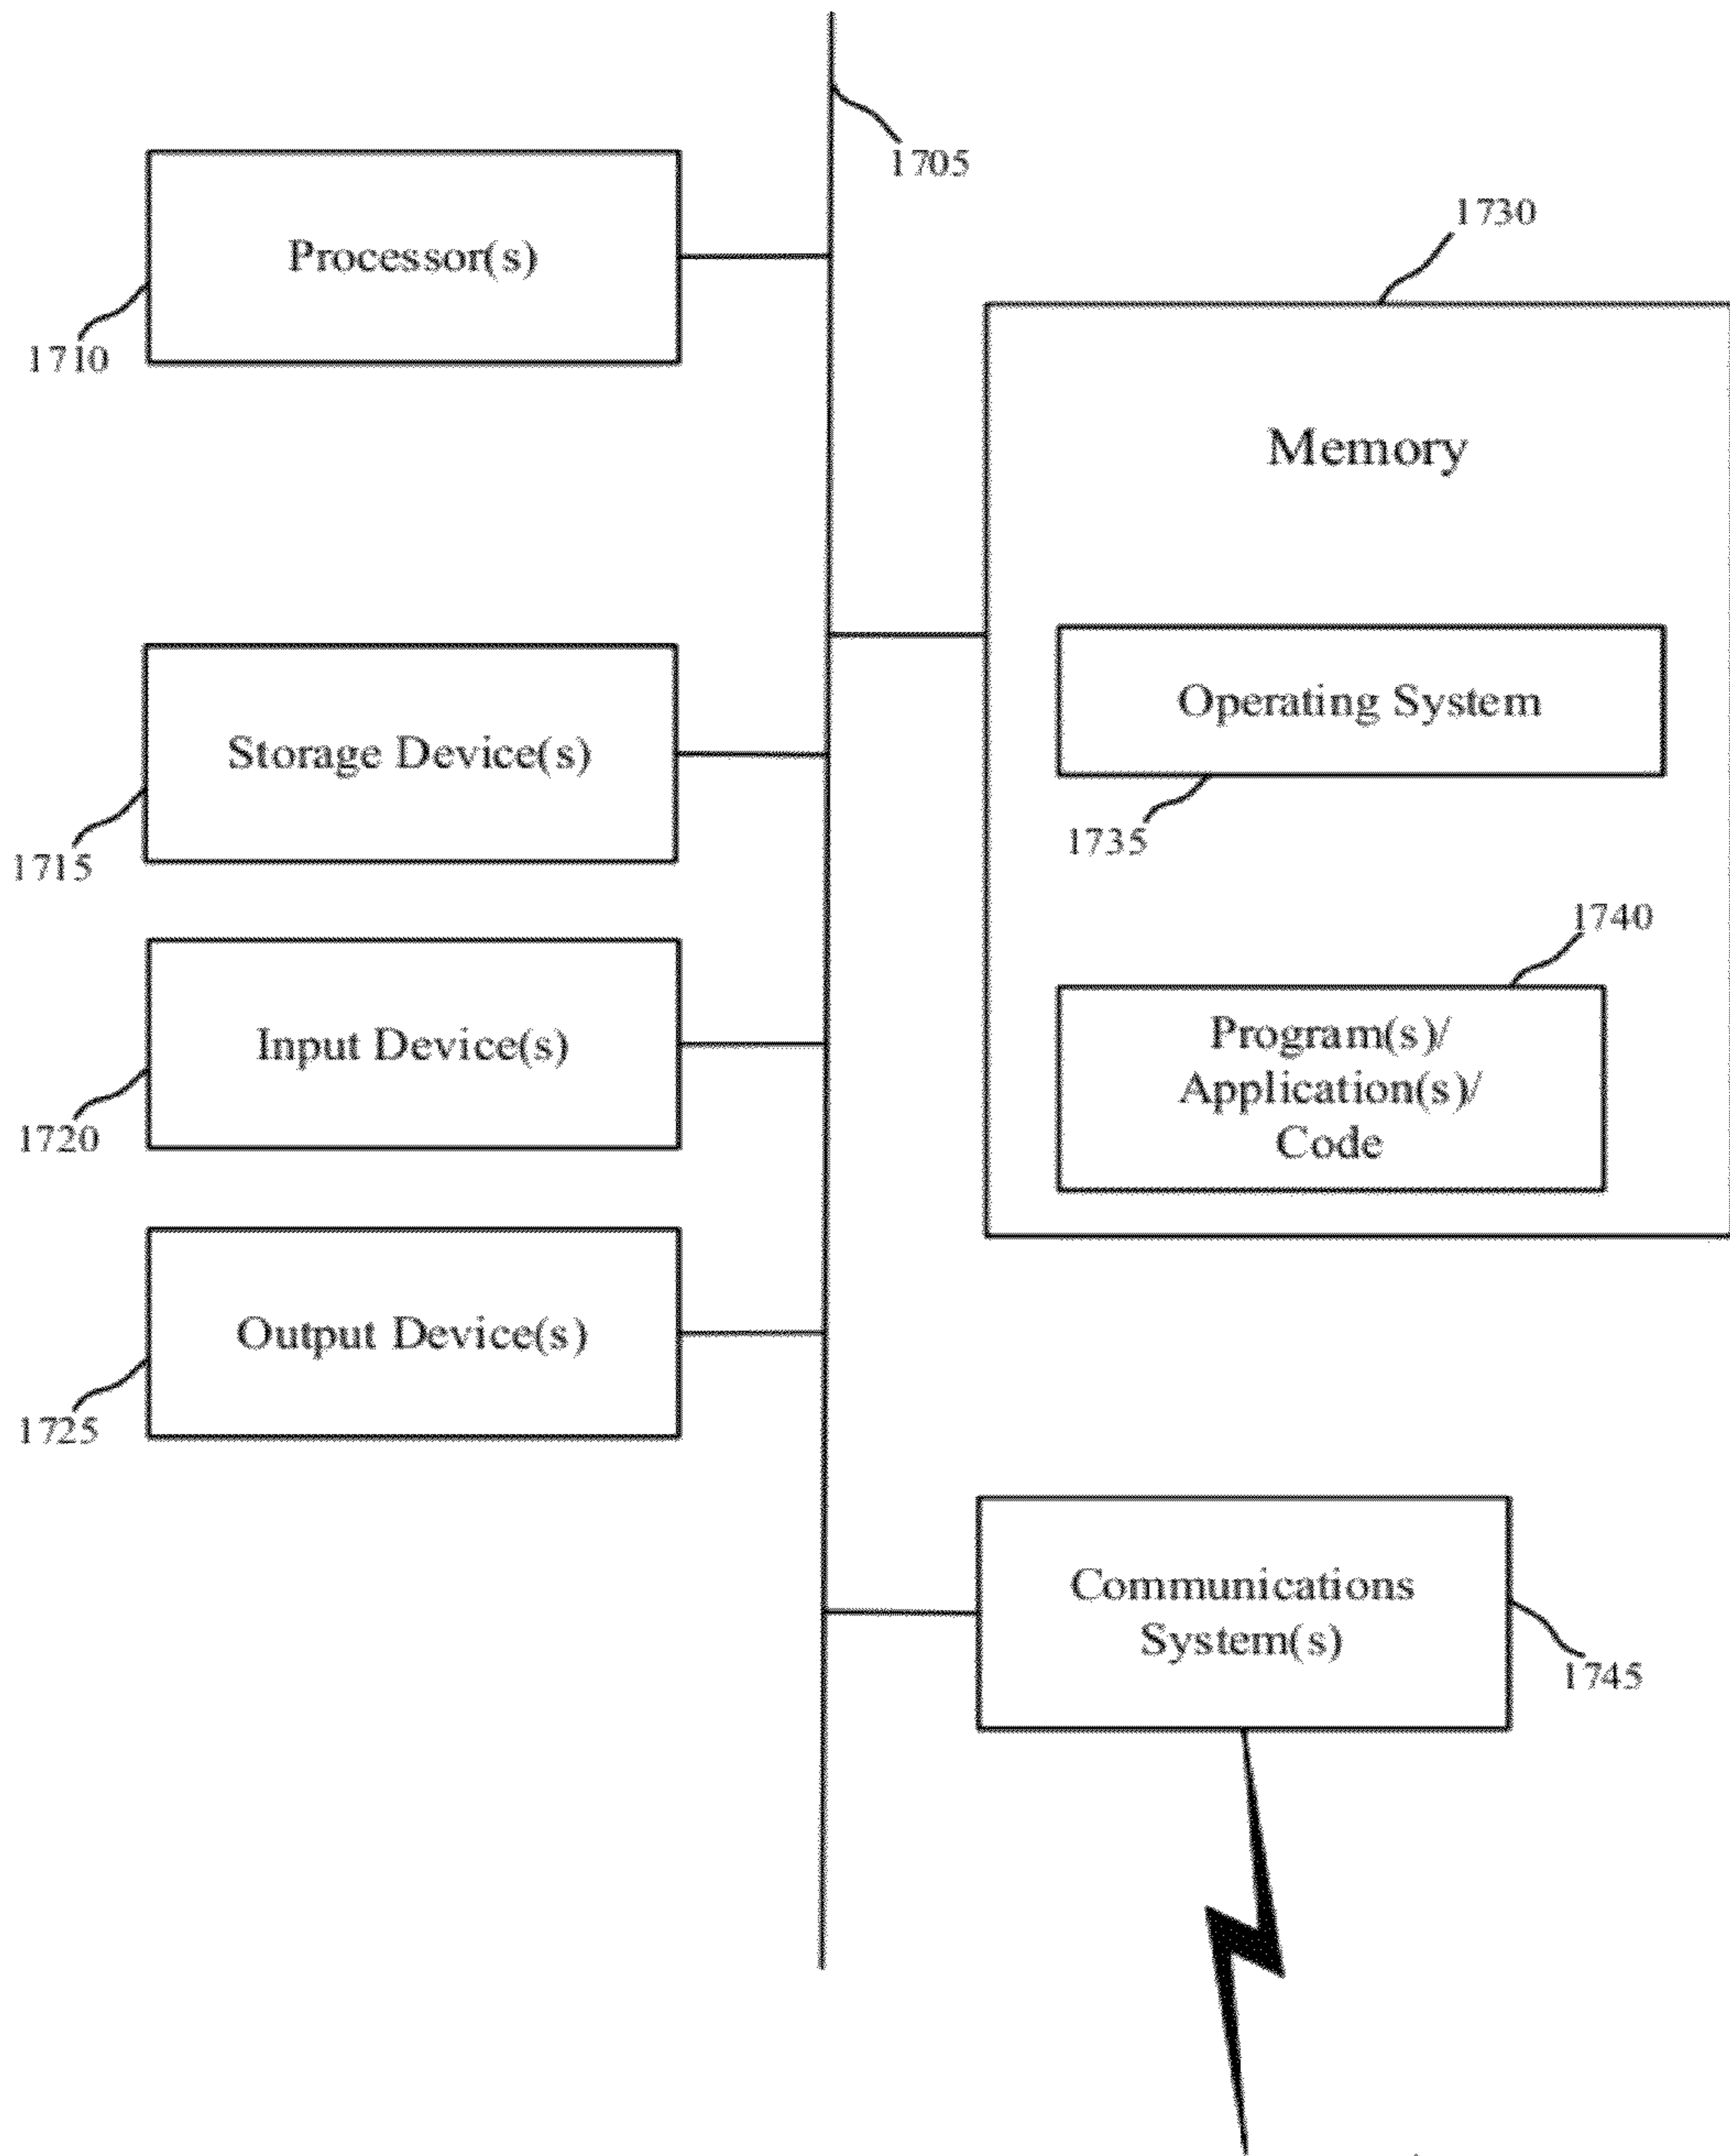 1705
1730
Processor(s)
1710
Memory
Operating System
Storage Device(s)
1735
1715
1740
Program(s)/
Application(s)/
Code
Input Device(s)
1720
Output Device(s)
1725
Communications
System(s)
1745